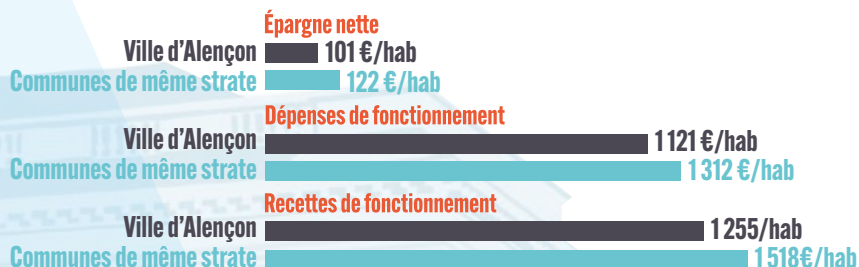 Épargne nette
Ville d'Alençon 101 €/hab
Communes de même strate 122 €/hab
Dépenses de fonctionnement
Ville d'Alençon 1 121 €/hab
Communes de même strate 1 312 €/hab
Recettes de fonctionnement
Ville d'Alençon 1 255/hab
Communes de même strate 1 518€/hab